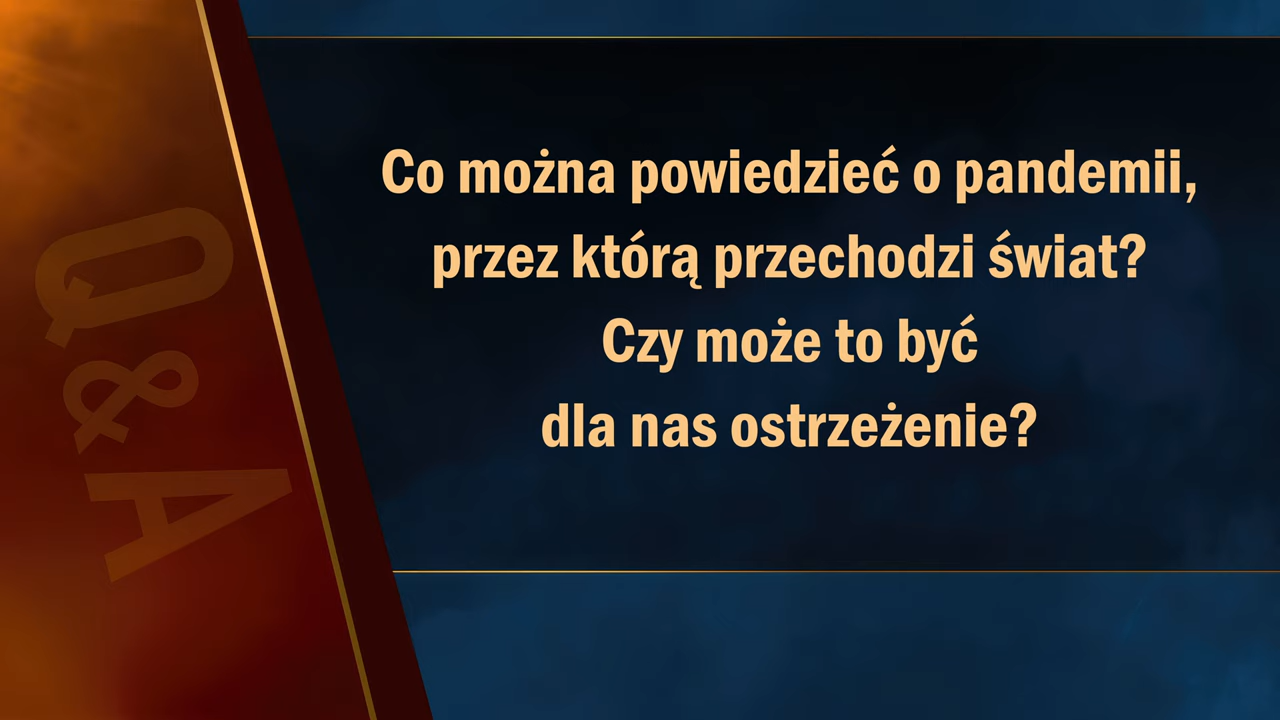 Co można powiedzieć o pandemii,
przez którą przechodzi świat?
Czy może to być
dla nas ostrzeżenie?
Q&A